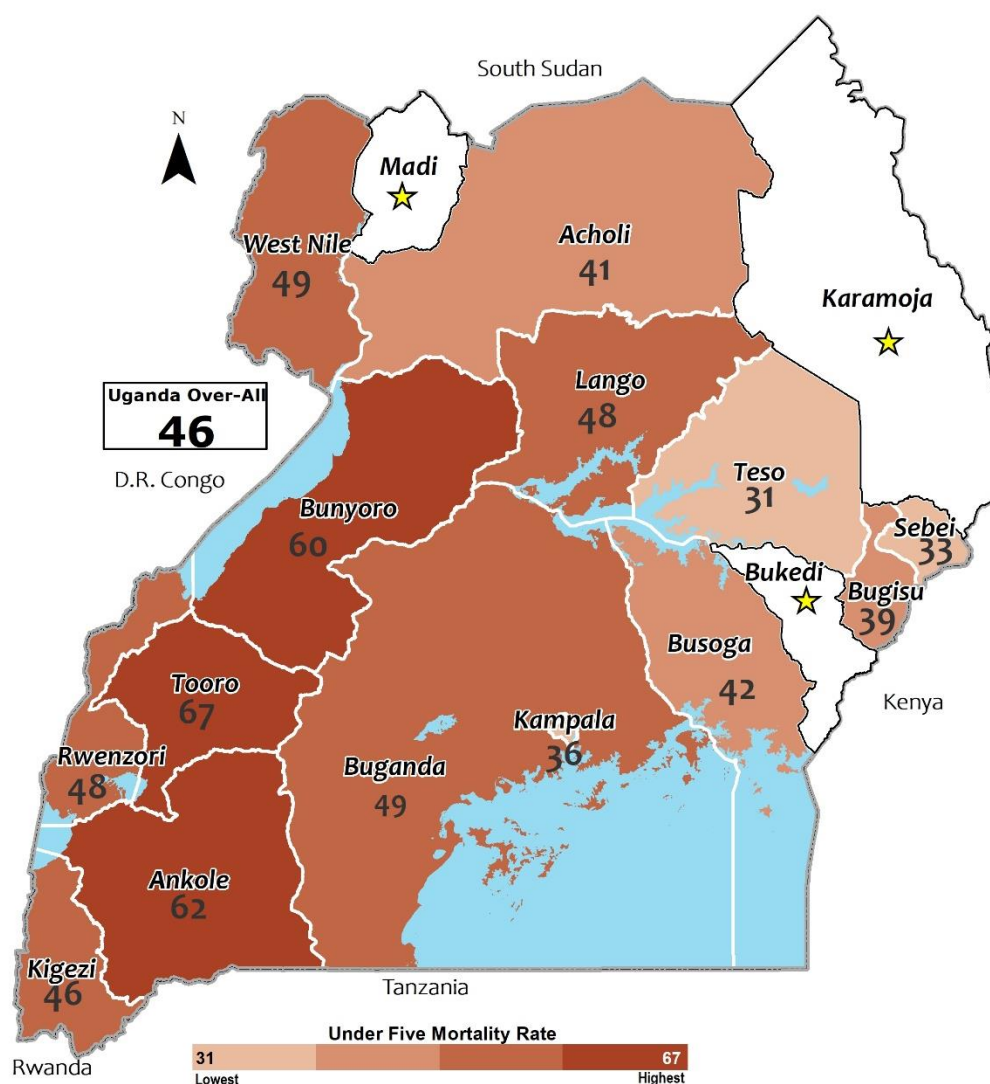 South Sudan
N
Madi
West Nile
49
Acholi
41
Karamoja
Uganda Over-All
46
Lango
48
D.R. Congo
Teso
31
Bunyoro
60
Sebei
33
Bukedi
Bugisu
39
Busoga
42
Tooro
67
Kenya
Kampala
36
Rwenzori
48
Buganda
49
Ankole
62
Kigezi
46
Tanzania
Rwanda
Under Five Mortality Rate
31
67
Lowest
Highest